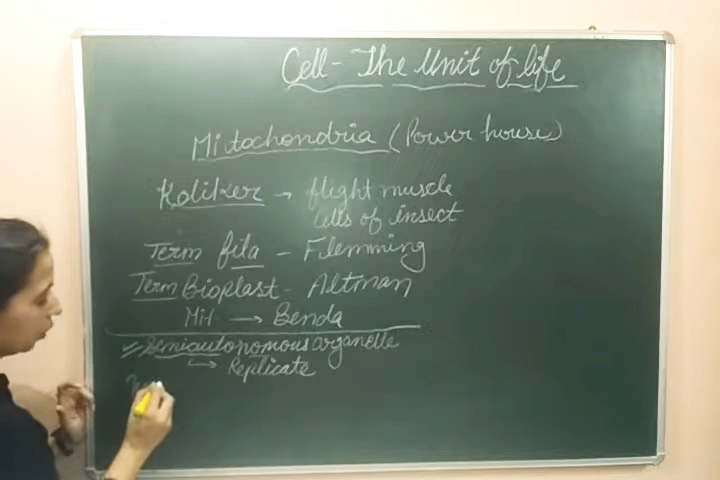 Cell - The Unit of life
Mitochondria (Power house)
Koliker → flight muscle
cells of insect
Term fila - Flemming
Term Bioplast - Altman
Mit → Benda
Semiautonomous organelle
↳ Replicate